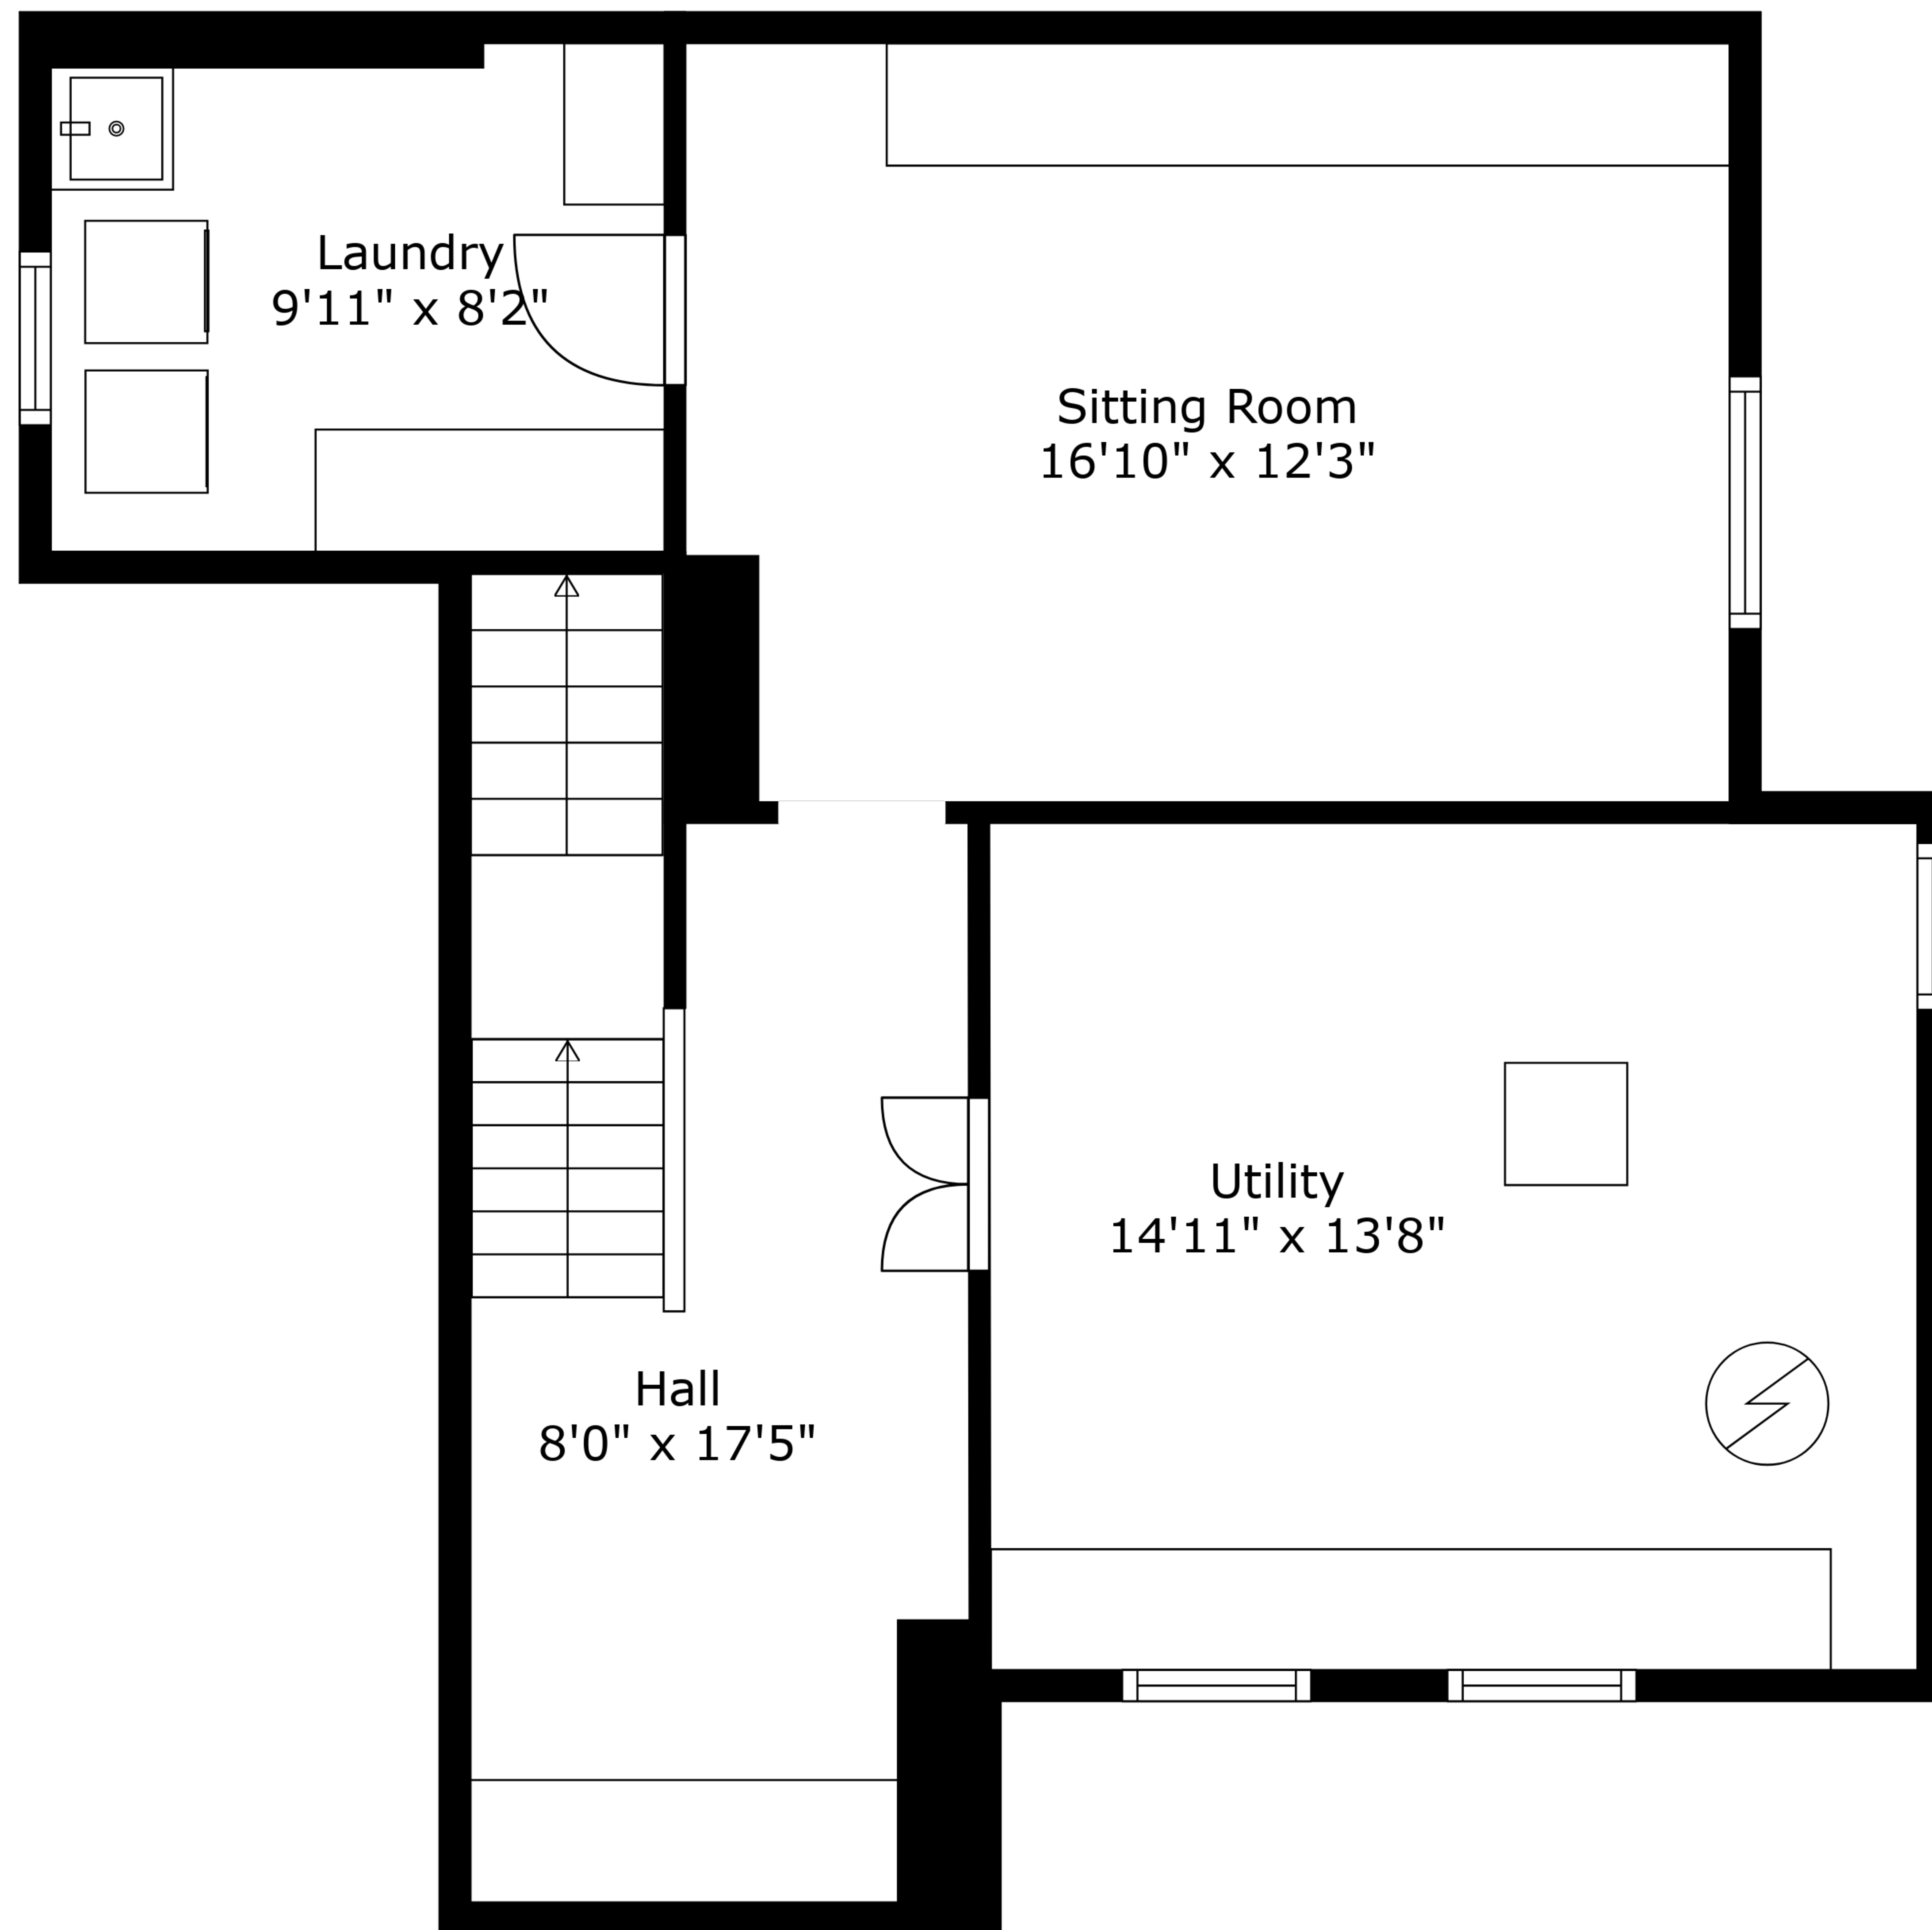 Laundry
9'11" x 8'2"
Sitting Room
16'10" x 12'3"
Utility
14'11" x 13'8"
Hall
8'0" x 17'5"